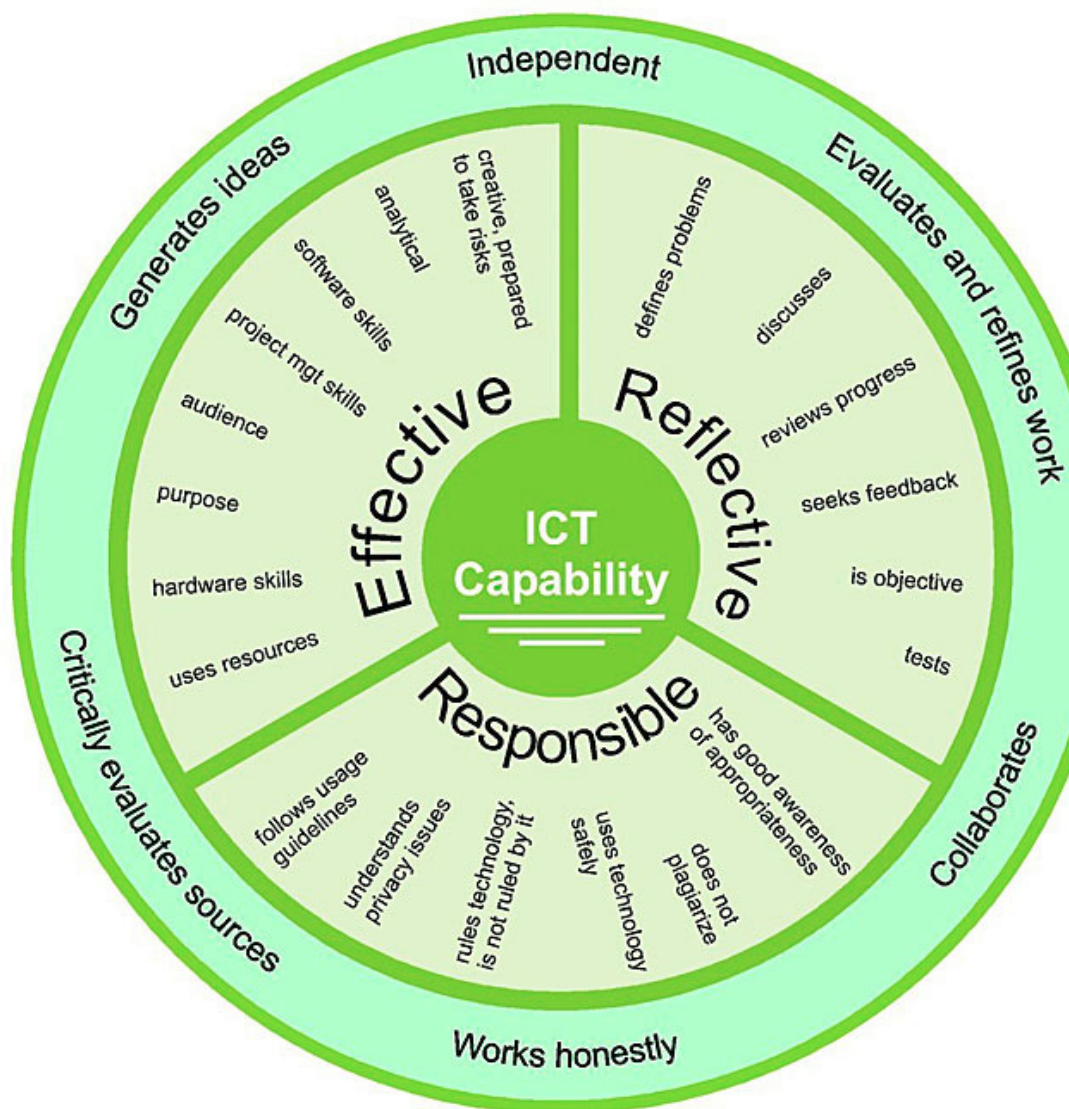 Independent
Evaluates and refines work
Collaborates
Works honestly
Critically evaluates sources
Generates ideas
ICT
Capability
Effective
creative, prepared
to take risks
analytical
software skills
project mgt skills
audience
purpose
hardware skills
uses resources
Reflective
defines problems
discusses
reviews progress
seeks feedback
is objective
tests
Responsible
follows usage
guidelines
understands
privacy issues
rules technology,
is not ruled by it
uses technology
safely
does not
plagiarize
has good awareness
of appropriateness